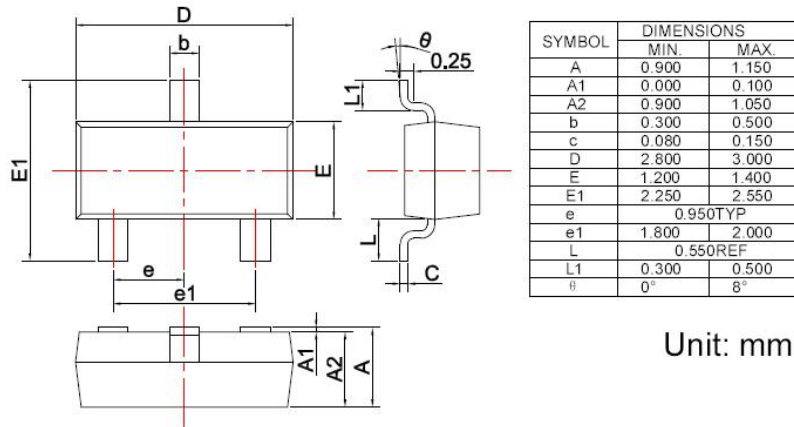 D
b
θ
0.25
L1
E1
E
L
C
e
e1
A1
A2
A
SYMBOL DIMENSIONS
MIN. MAX.
A 0.900 1.150
A1 0.000 0.100
A2 0.900 1.050
b 0.300 0.500
c 0.080 0.150
D 2.800 3.000
E 1.200 1.400
E1 2.250 2.550
e 0.950TYP
e1 1.800 2.000
L 0.550REF
L1 0.300 0.500
θ 0° 8°
Unit: mm